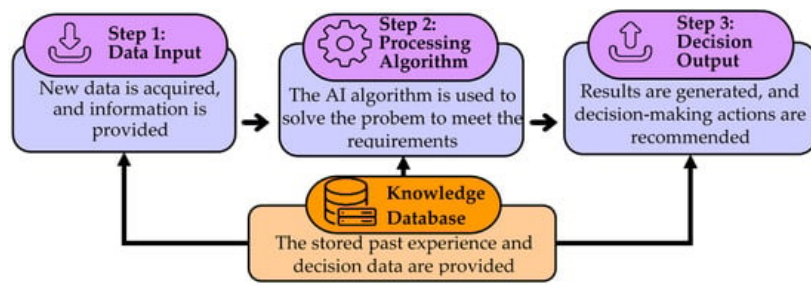 Step 1:
Data Input
New data is acquired,
and information is
provided
Step 2:
Processing
Algorithm
The AI algorithm is used to
solve the probem to meet the
requirements
Step 3:
Decision
Output
Results are generated, and
decision-making actions are
recommended
Knowledge
Database
The stored past experience and
decision data are provided